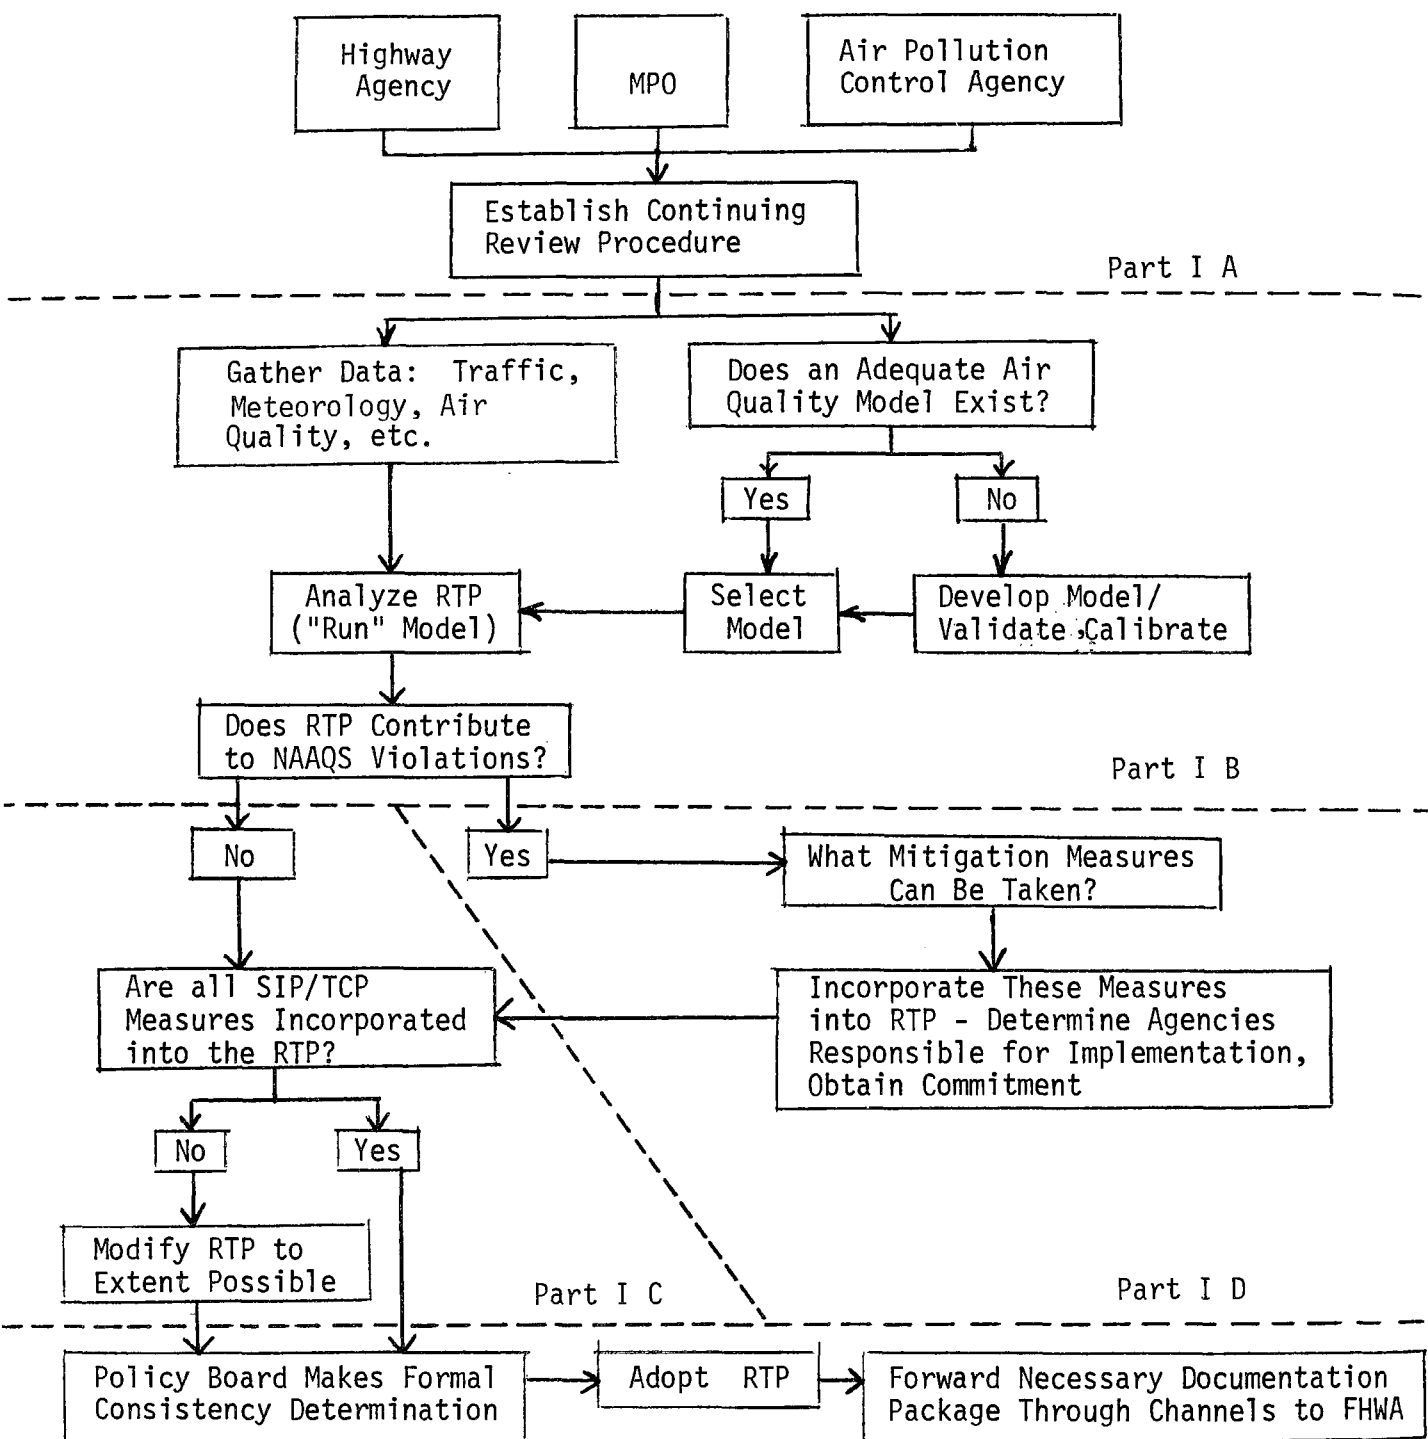 Highway
Agency
MPO
Air Pollution
Control Agency
Establish Continuing
Review Procedure
Part I A
Gather Data: Traffic,
Meteorology, Air
Quality, etc.
Does an Adequate Air
Quality Model Exist?
Yes
No
Analyze RTP
("Run" Model)
Select
Model
Develop Model/
Validate,Calibrate
Does RTP Contribute
to NAAQS Violations?
Part I B
No
Yes
What Mitigation Measures
Can Be Taken?
Are all SIP/TCP
Measures Incorporated
into the RTP?
Incorporate These Measures
into RTP - Determine Agencies
Responsible for Implementation,
Obtain Commitment
No
Yes
Modify RTP to
Extent Possible
Part I C
Part I D
Policy Board Makes Formal
Consistency Determination
Adopt RTP
Forward Necessary Documentation
Package Through Channels to FHWA